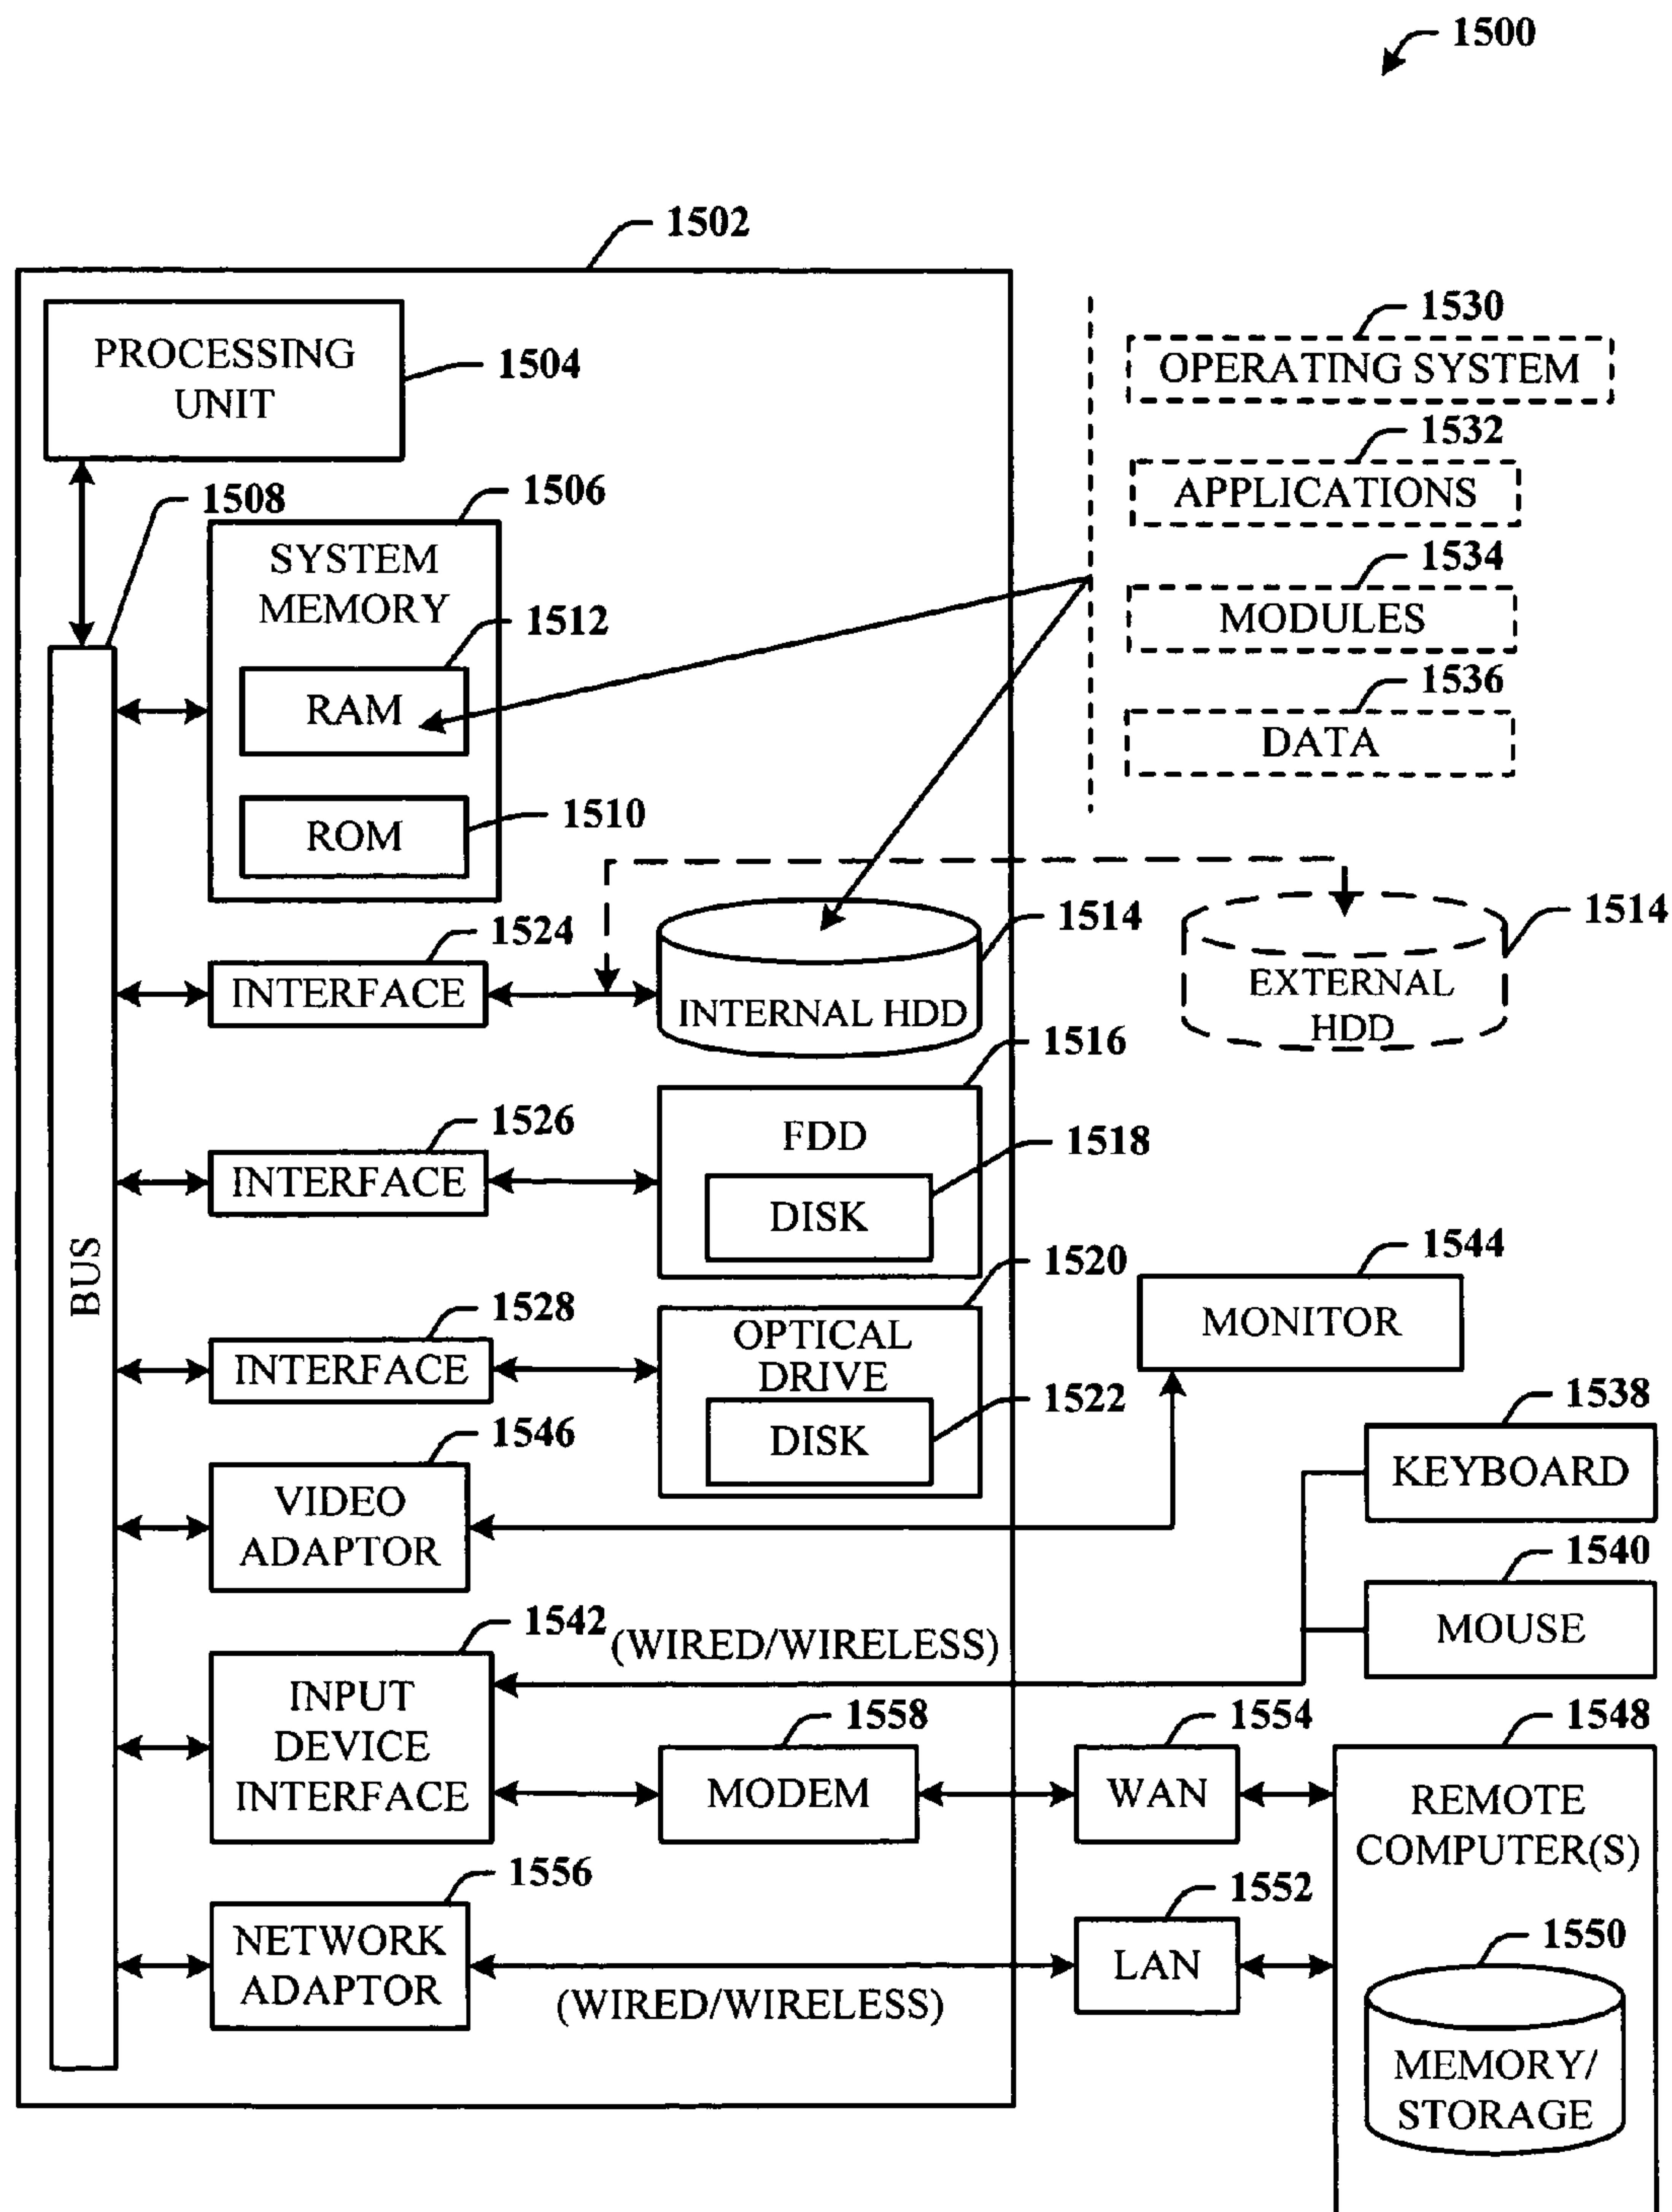 1500
1502
PROCESSING
UNIT
1504
1530
OPERATING SYSTEM
1532
APPLICATIONS
1534
MODULES
1536
DATA
1508
1506
SYSTEM
MEMORY
1512
RAM
1510
ROM
1524
INTERFACE
1514
INTERNAL HDD
1514
EXTERNAL
HDD
1516
FDD
1526
INTERFACE
1518
DISK
BUS
1520
OPTICAL
DRIVE
1528
INTERFACE
1522
DISK
1544
MONITOR
1546
VIDEO
ADAPTOR
1538
KEYBOARD
1540
MOUSE
1542
(WIRED/WIRELESS)
INPUT
DEVICE
INTERFACE
1558
MODEM
1554
WAN
1548
REMOTE
COMPUTER(S)
1556
NETWORK
ADAPTOR
(WIRED/WIRELESS)
1552
LAN
1550
MEMORY/
STORAGE